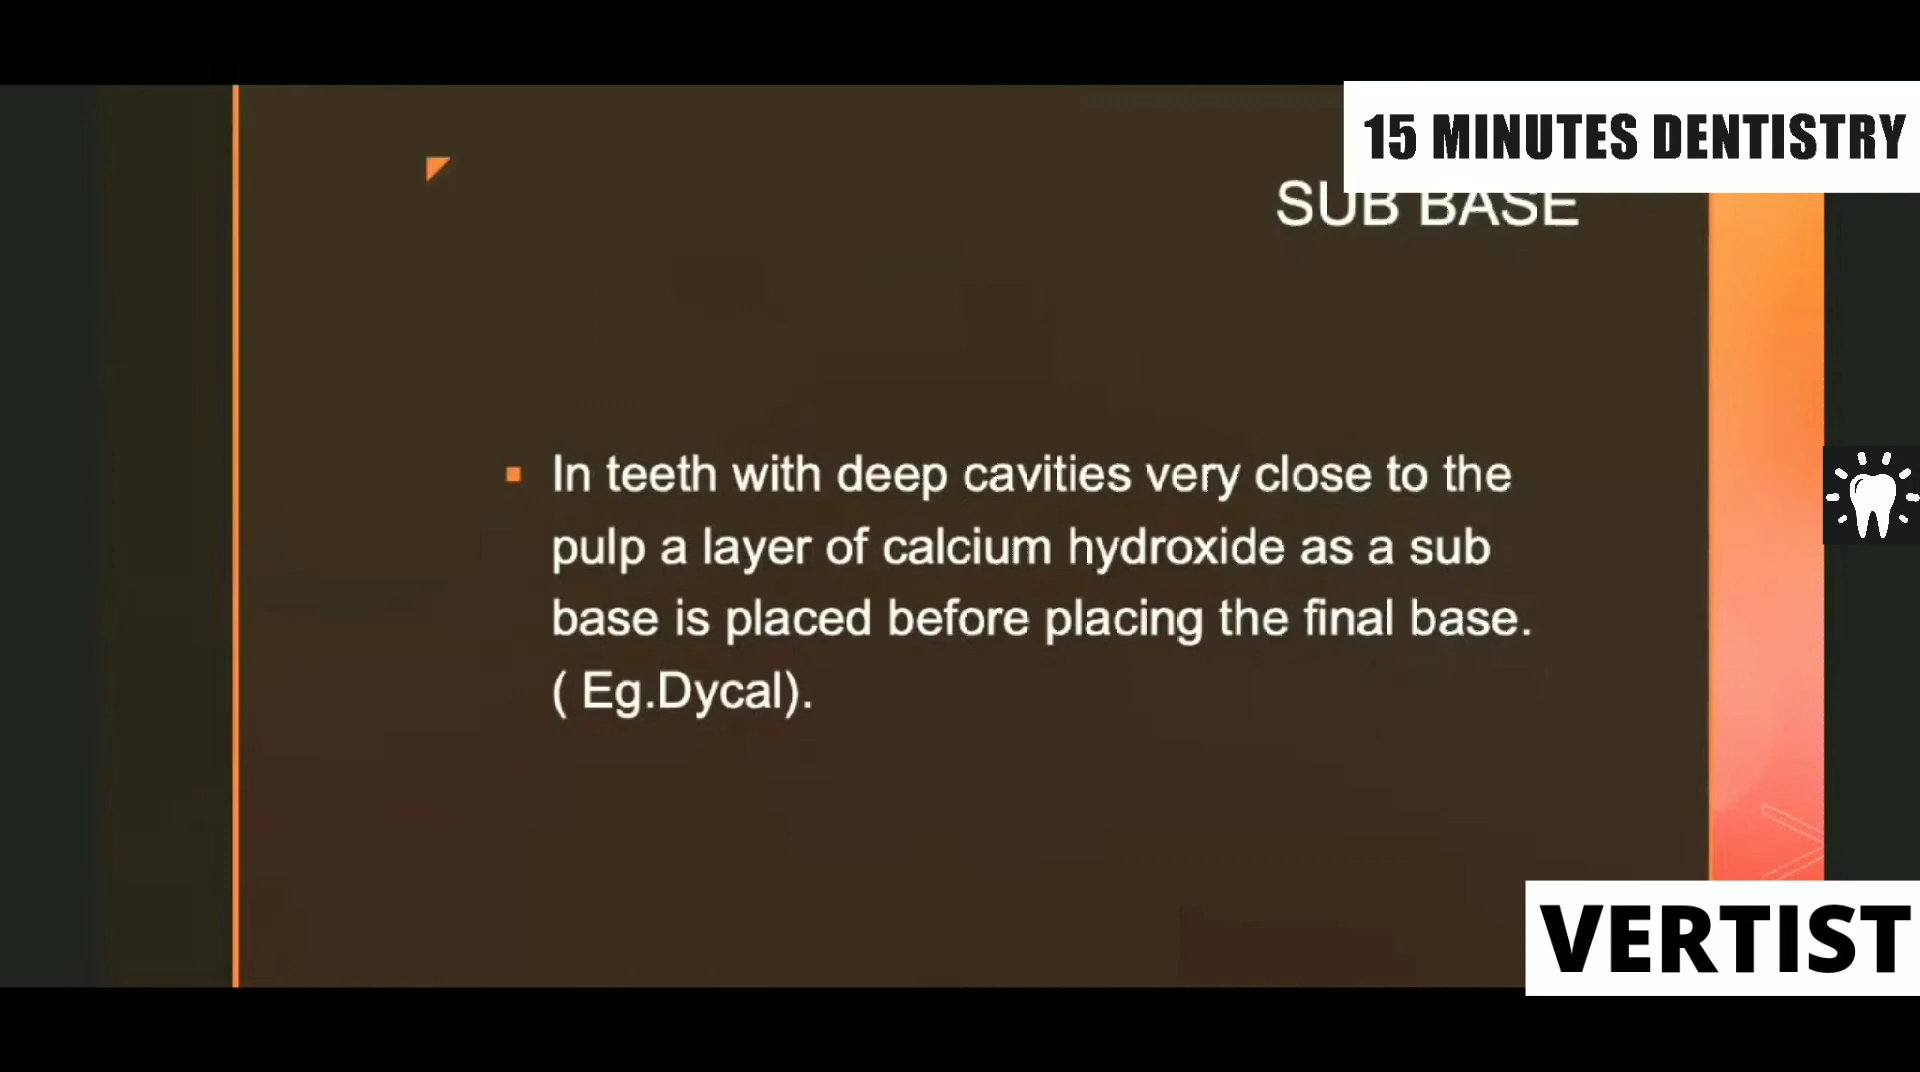 15 MINUTES DENTISTRY
SUB BASE
In teeth with deep cavities very close to the
pulp a layer of calcium hydroxide as a sub
base is placed before placing the final base.
( Eg.Dycal).
VERTIST